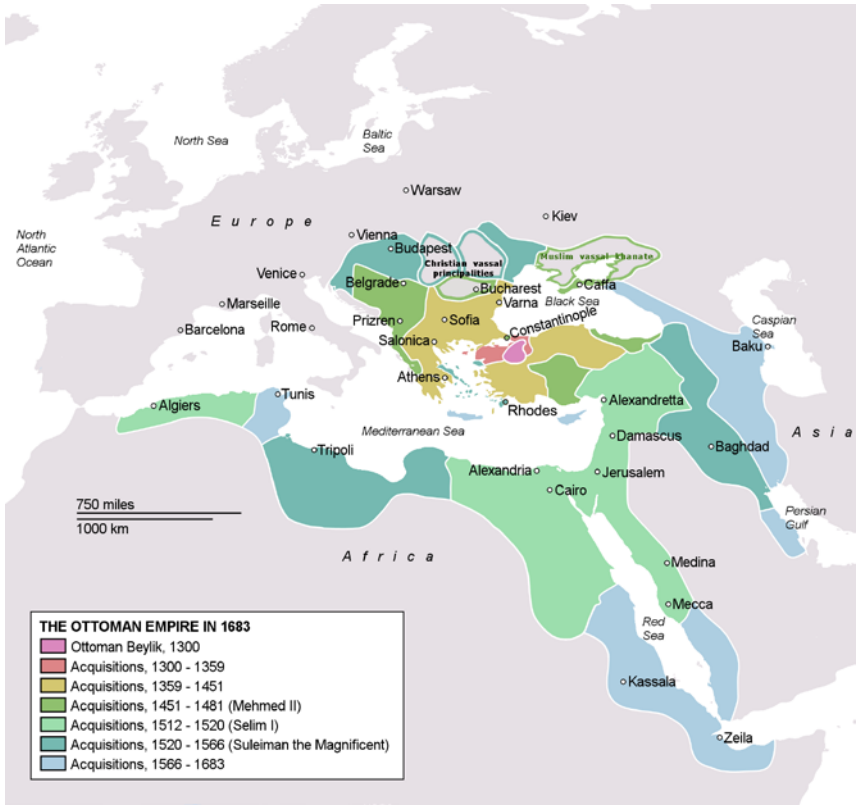 North Sea
Baltic
Sea
Warsaw
Kiev
E u r o p e
North
Atlantic
Ocean
Vienna
Budapest
Christian vassal
principalities
Muslim vassal khanate
Venice
Belgrade
Bucharest
Caffa
Varna
Black Sea
Marseille
Barcelona
Rome
Prizren
Sofia
Constantinople
Caspian
Sea
Salonica
Baku
Athens
Algiers
Tunis
Rhodes
Alexandretta
Mediterranean Sea
Damascus
A s i a
Tripoli
Baghdad
Alexandria
Jerusalem
Cairo
750 miles
1000 km
Persian
Gulf
A f r i c a
Medina
Mecca
Red
Sea
Kassala
Zeila
THE OTTOMAN EMPIRE IN 1683
Ottoman Beylik, 1300
Acquisitions, 1300 - 1359
Acquisitions, 1359 - 1451
Acquisitions, 1451 - 1481 (Mehmed II)
Acquisitions, 1512 - 1520 (Selim I)
Acquisitions, 1520 - 1566 (Suleiman the Magnificent)
Acquisitions, 1566 - 1683